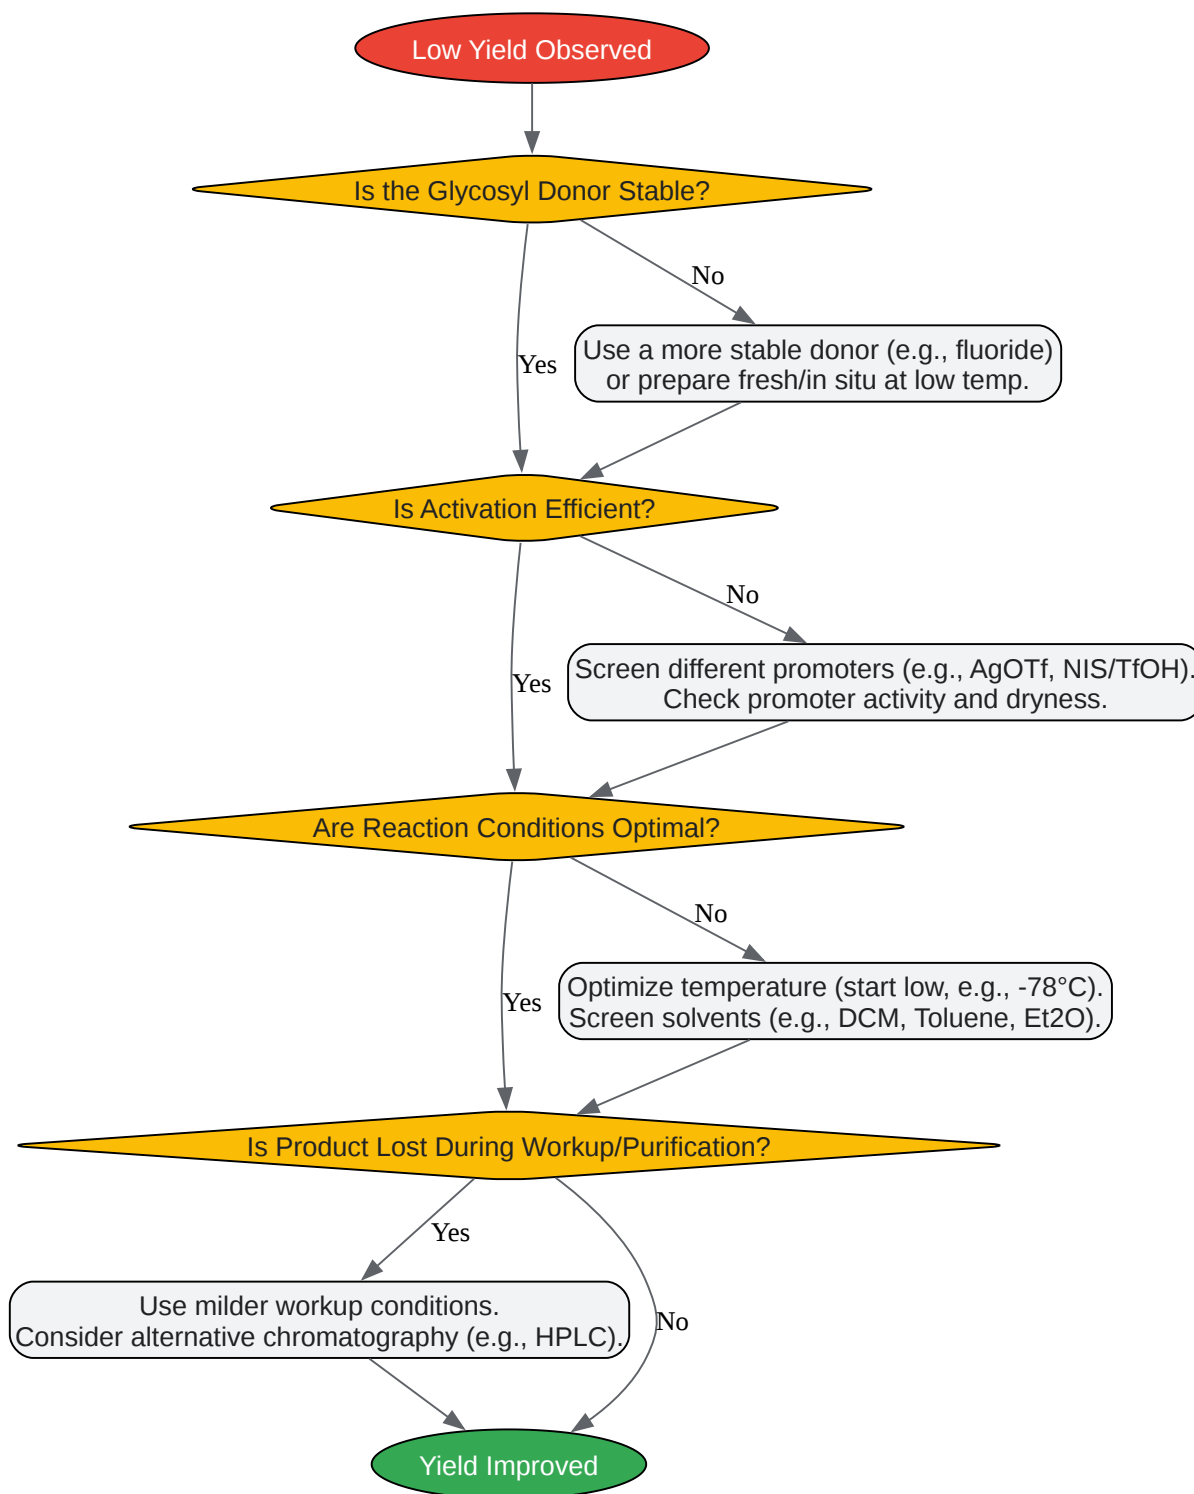 Low Yield Observed
Is the Glycosyl Donor Stable?
No
Use a more stable donor (e.g., fluoride)
or prepare fresh/in situ at low temp.
Yes
Is Activation Efficient?
No
Screen different promoters (e.g., AgOTf, NIS/TfOH).
Check promoter activity and dryness.
Yes
Are Reaction Conditions Optimal?
No
Optimize temperature (start low, e.g., -78°C).
Screen solvents (e.g., DCM, Toluene, Et2O).
Yes
Is Product Lost During Workup/Purification?
Yes
Use milder workup conditions.
Consider alternative chromatography (e.g., HPLC).
No
Yield Improved